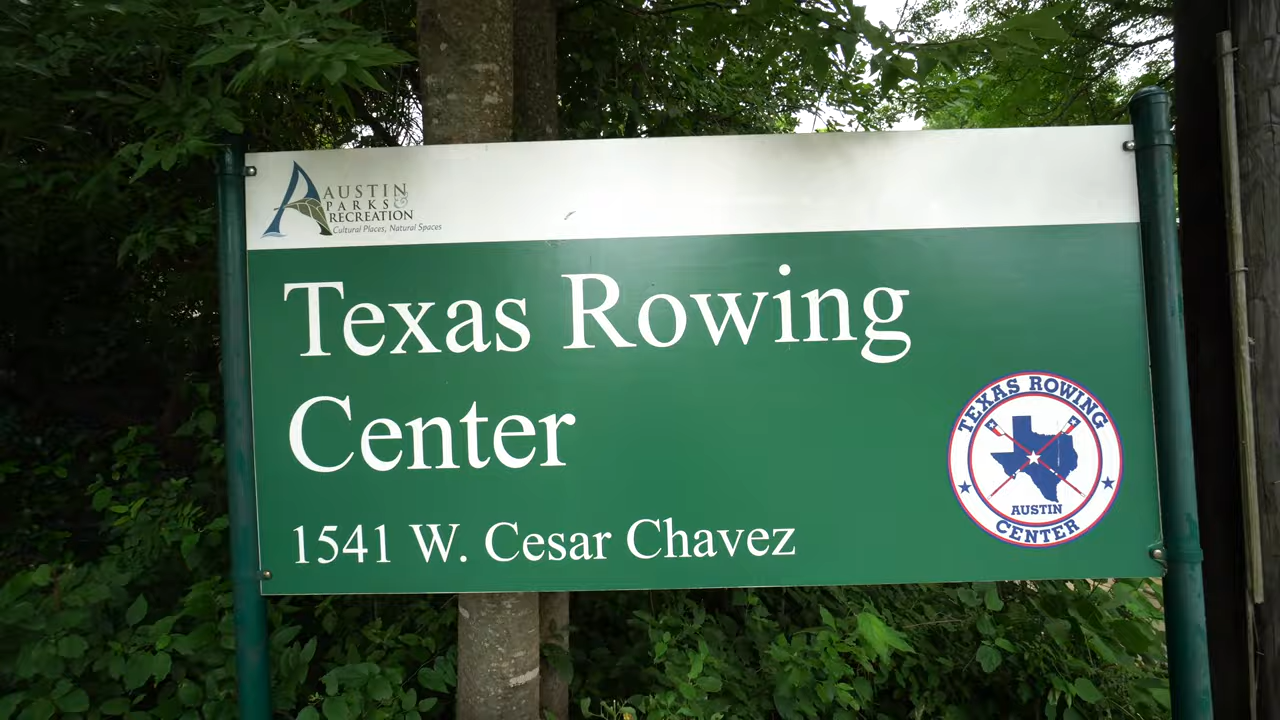 AUSTIN
PARKS &
RECREATION
Cultural Places, Natural Spaces
Texas Rowing
Center
1541 W. Cesar Chavez
TEXAS ROWING
AUSTIN
CENTER